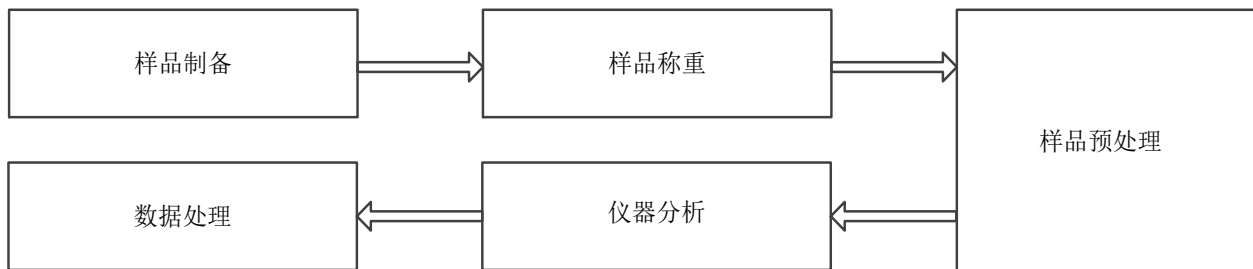 样品制备
样品称重
样品预处理
仪器分析
数据处理